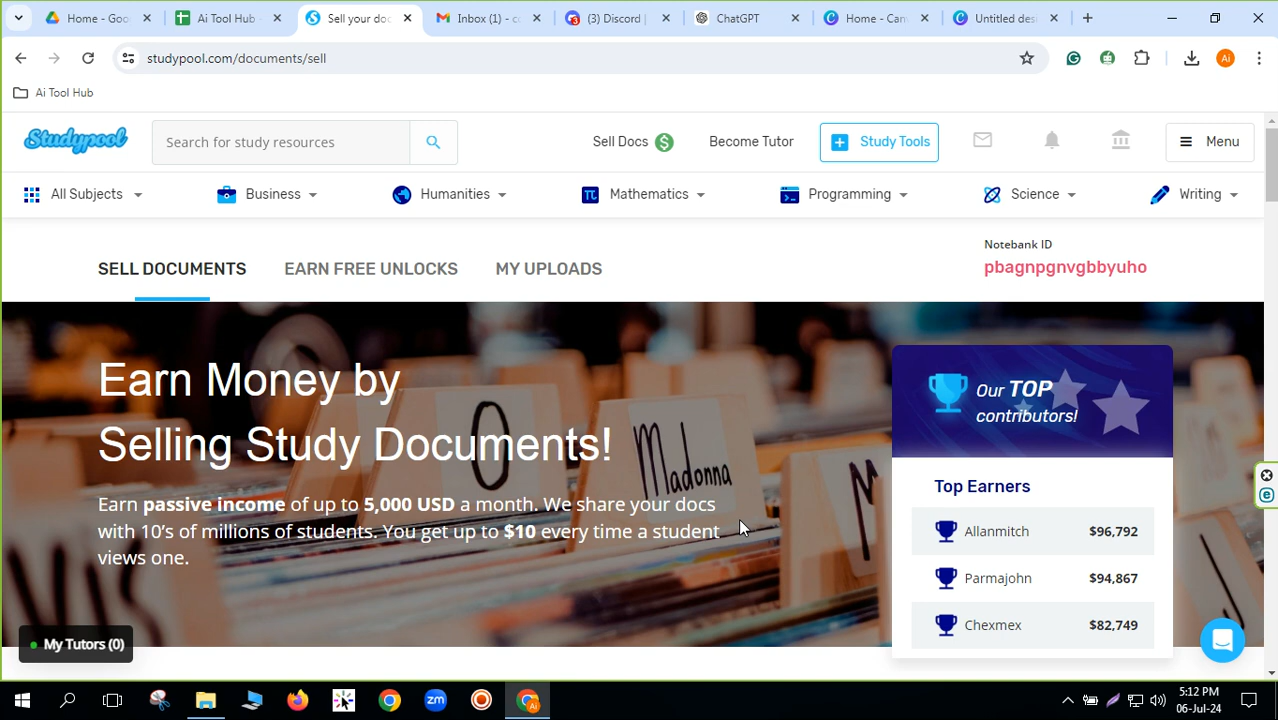 Home - Goo
Ai Tool Hub -
Sell your doc
Inbox (1) - c
(3) Discord |
ChatGPT
Home - Can
Untitled desi
studypool.com/documents/sell
Ai
Ai Tool Hub
Studypool
Search for study resources
Sell Docs $
Become Tutor
Study Tools
Menu
All Subjects
Business
Humanities
Mathematics
Programming
Science
Writing
Notebank ID
pbagnpgnvgbbyuho
SELL DOCUMENTS
EARN FREE UNLOCKS
MY UPLOADS
Earn Money by
Selling Study Documents!
O
Madonna
Earn passive income of up to 5,000 USD a month. We share your docs
with 10’s of millions of students. You get up to $10 every time a student
views one.
Our TOP
contributors!
Top Earners
Allanmitch $96,792
Parmajohn $94,867
Chexmex $82,749
My Tutors (0)
zm
Ai
5:12 PM
06-Jul-24